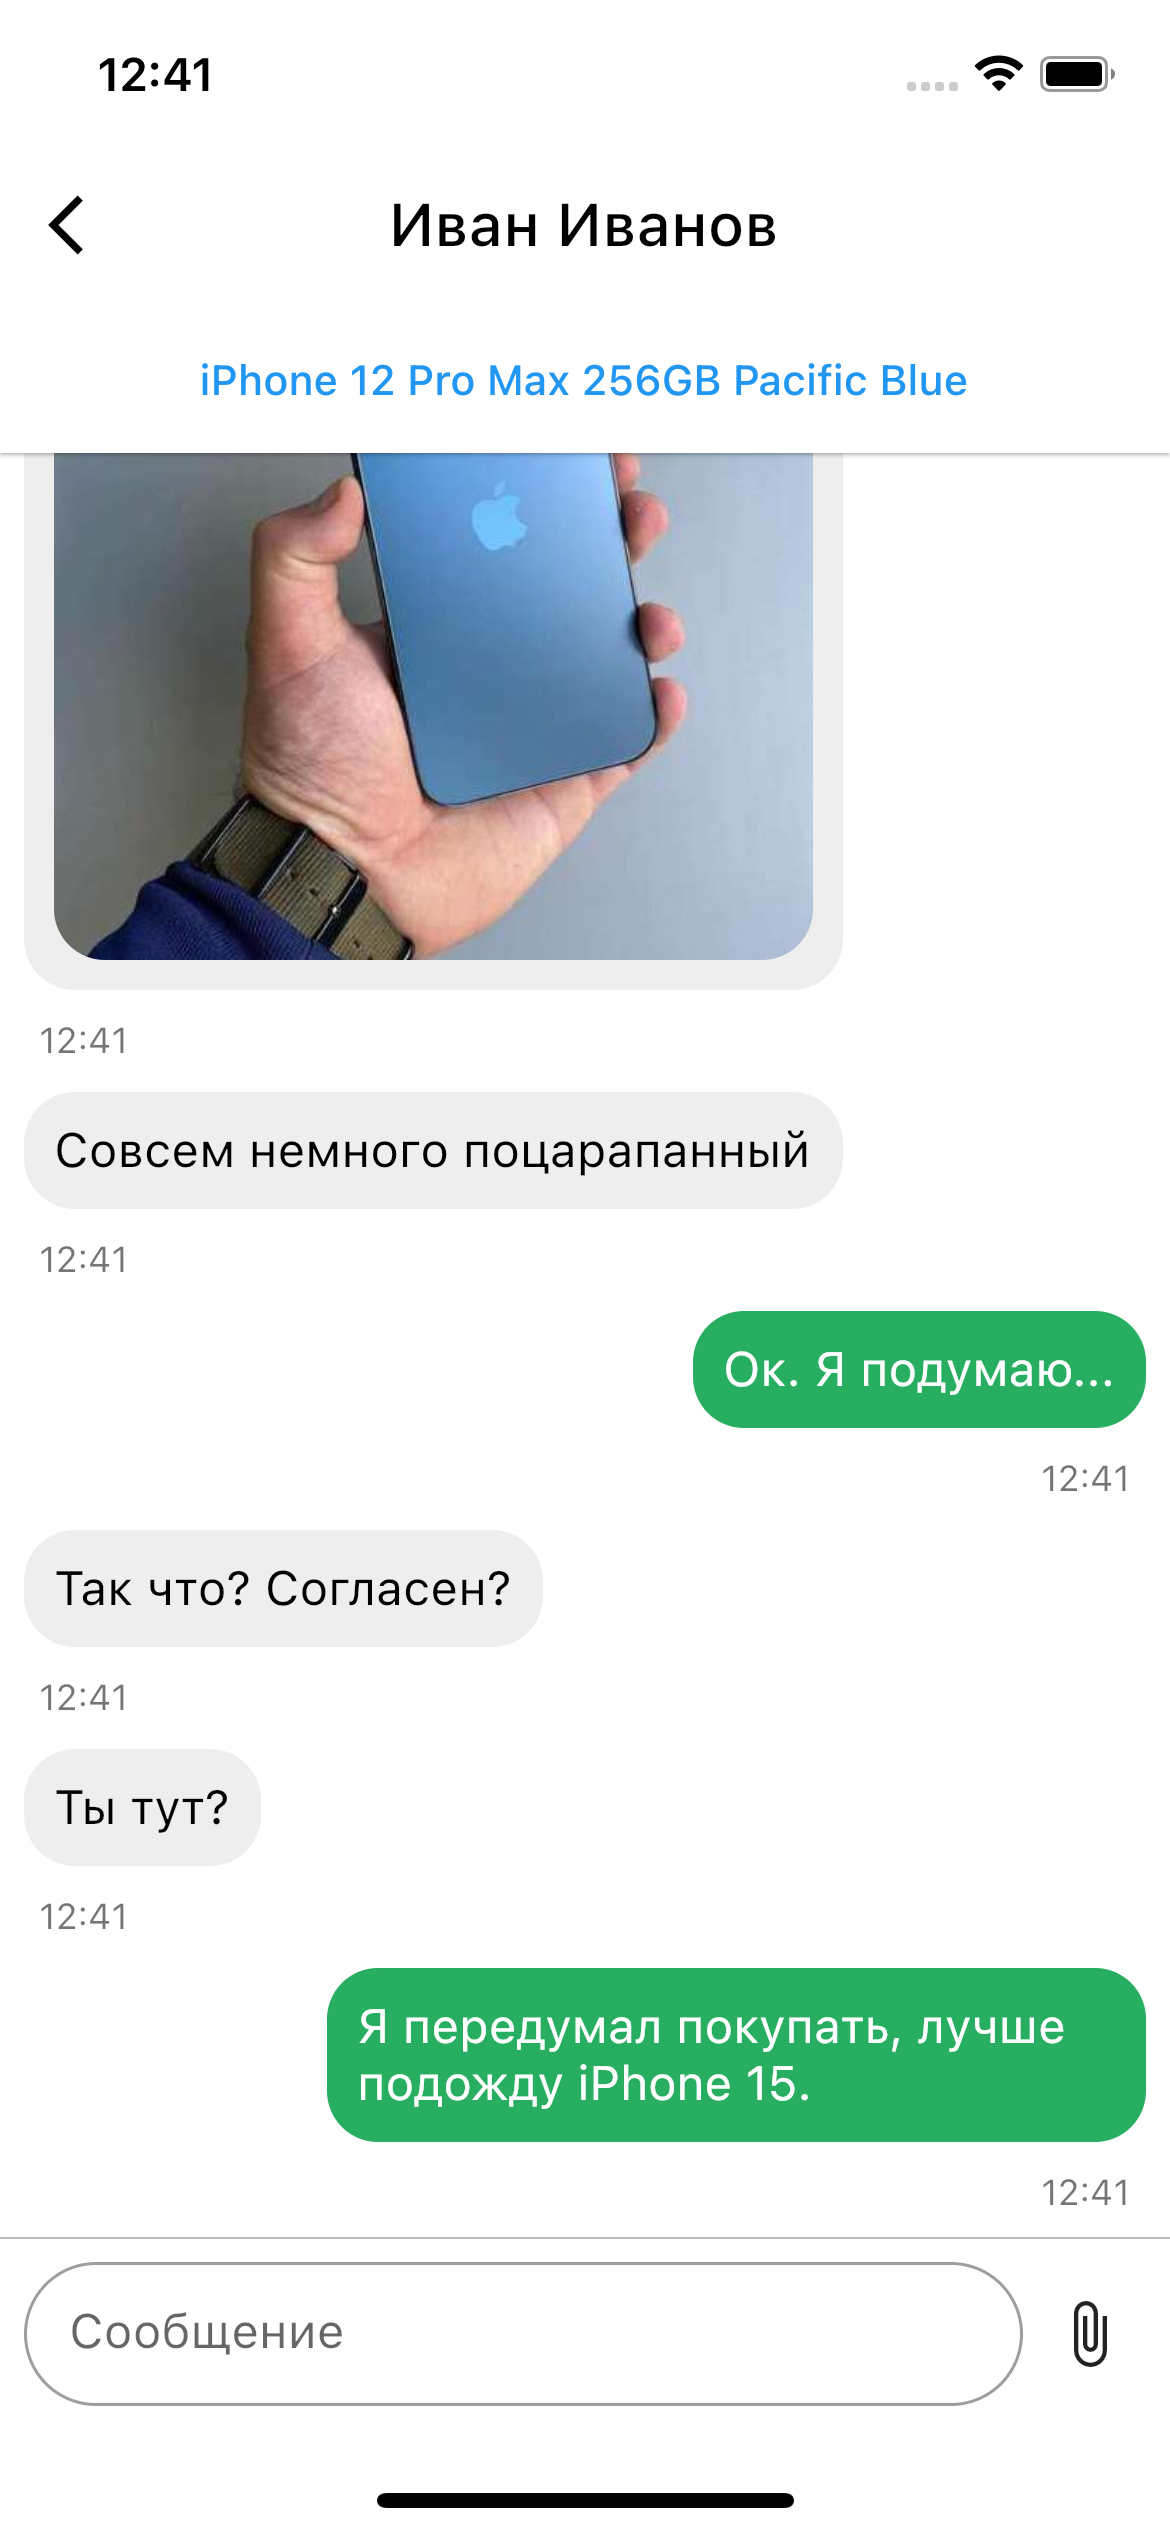 12:41
Иван Иванов
iPhone 12 Pro Max 256GB Pacific Blue
12:41
Совсем немного поцарапанный
12:41
Ок. Я подумаю...
12:41
Так что? Согласен?
12:41
Ты тут?
12:41
Я передумал покупать, лучше
подожду iPhone 15.
12:41
Сообщение